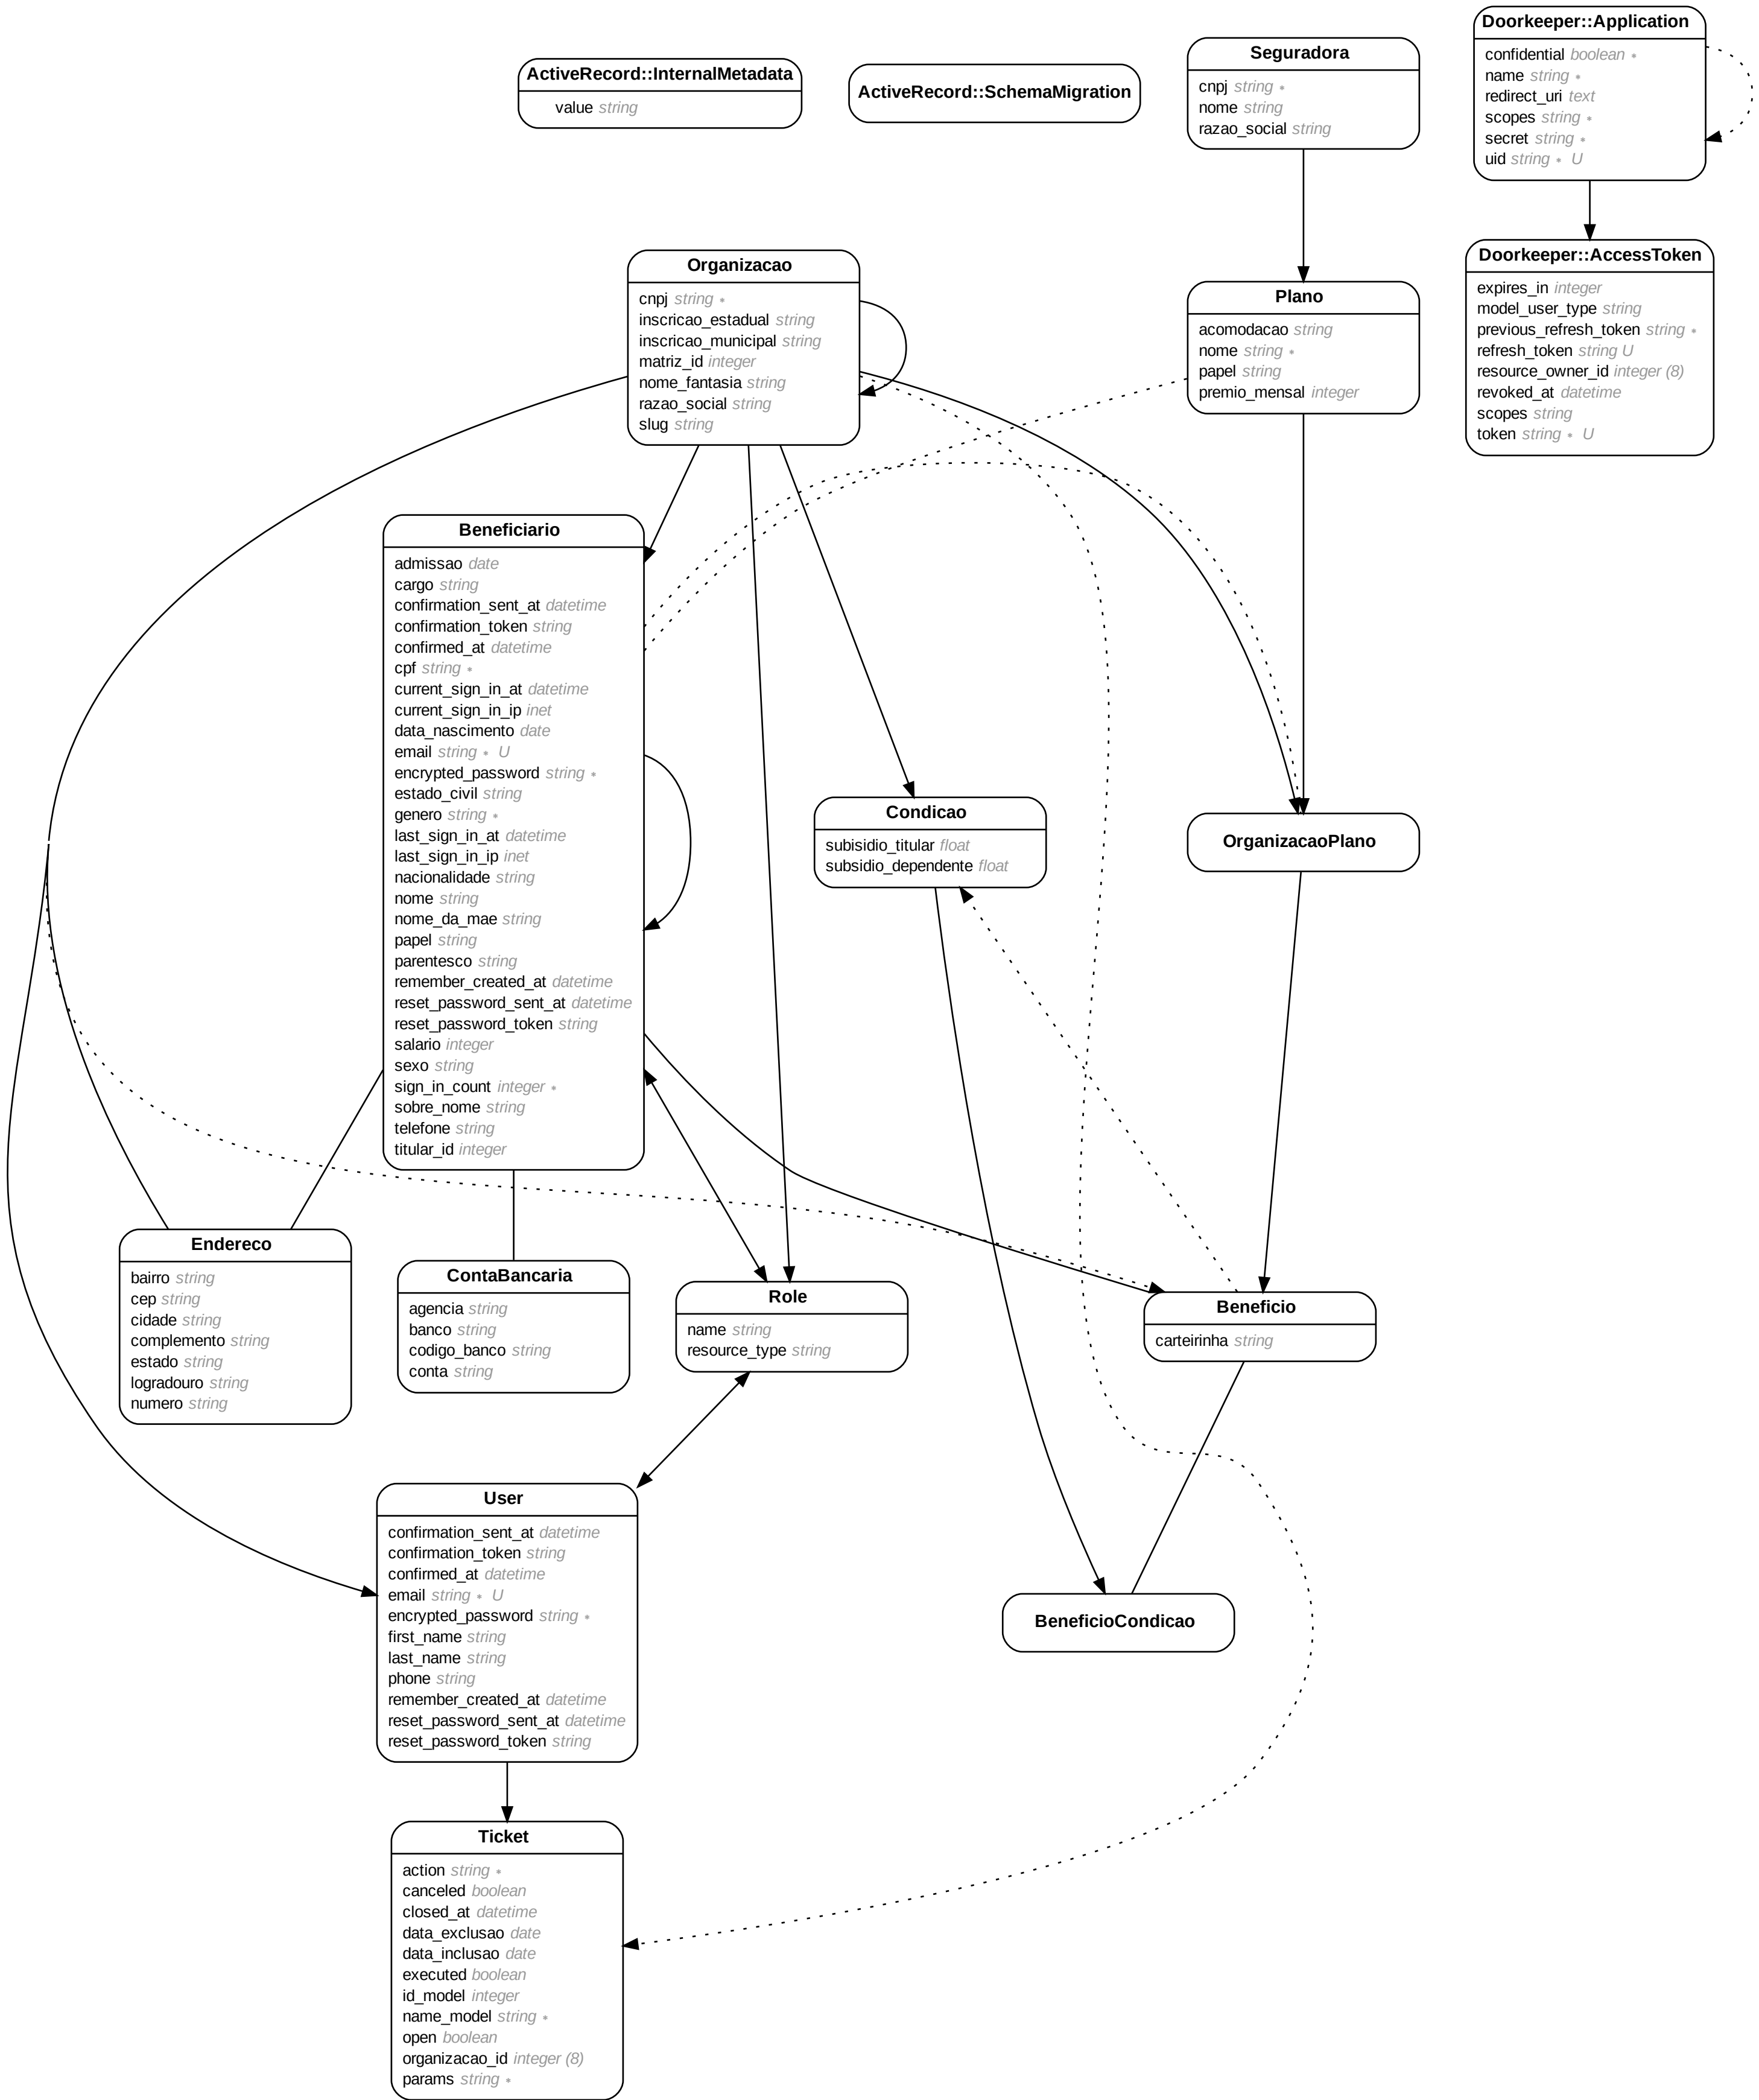 Doorkeeper::Application
confidential boolean •
name string •
redirect_uri text
scopes string •
secret string •
uid string • U
Seguradora
cnpj string •
nome string
razao_social string
ActiveRecord::InternalMetadata
value string
ActiveRecord::SchemaMigration
Doorkeeper::AccessToken
expires_in integer
model_user_type string
previous_refresh_token string •
refresh_token string U
resource_owner_id integer (8)
revoked_at datetime
scopes string
token string • U
Organizacao
cnpj string •
inscricao_estadual string
inscricao_municipal string
matriz_id integer
nome_fantasia string
razao_social string
slug string
Plano
acomodacao string
nome string •
papel string
premio_mensal integer
Beneficiario
admissao date
cargo string
confirmation_sent_at datetime
confirmation_token string
confirmed_at datetime
cpf string •
current_sign_in_at datetime
current_sign_in_ip inet
data_nascimento date
email string • U
encrypted_password string •
estado_civil string
genero string •
last_sign_in_at datetime
last_sign_in_ip inet
nacionalidade string
nome string
nome_da_mae string
papel string
parentesco string
remember_created_at datetime
reset_password_sent_at datetime
reset_password_token string
salario integer
sexo string
sign_in_count integer •
sobre_nome string
telefone string
titular_id integer
Condicao
subisidio_titular float
subsidio_dependente float
OrganizacaoPlano
Endereco
bairro string
cep string
cidade string
complemento string
estado string
logradouro string
numero string
ContaBancaria
agencia string
banco string
codigo_banco string
conta string
Role
name string
resource_type string
Beneficio
carteirinha string
User
confirmation_sent_at datetime
confirmation_token string
confirmed_at datetime
email string • U
encrypted_password string •
first_name string
last_name string
phone string
remember_created_at datetime
reset_password_sent_at datetime
reset_password_token string
BeneficioCondicao
Ticket
action string •
canceled boolean
closed_at datetime
data_exclusao date
data_inclusao date
executed boolean
id_model integer
name_model string •
open boolean
organizacao_id integer (8)
params string •